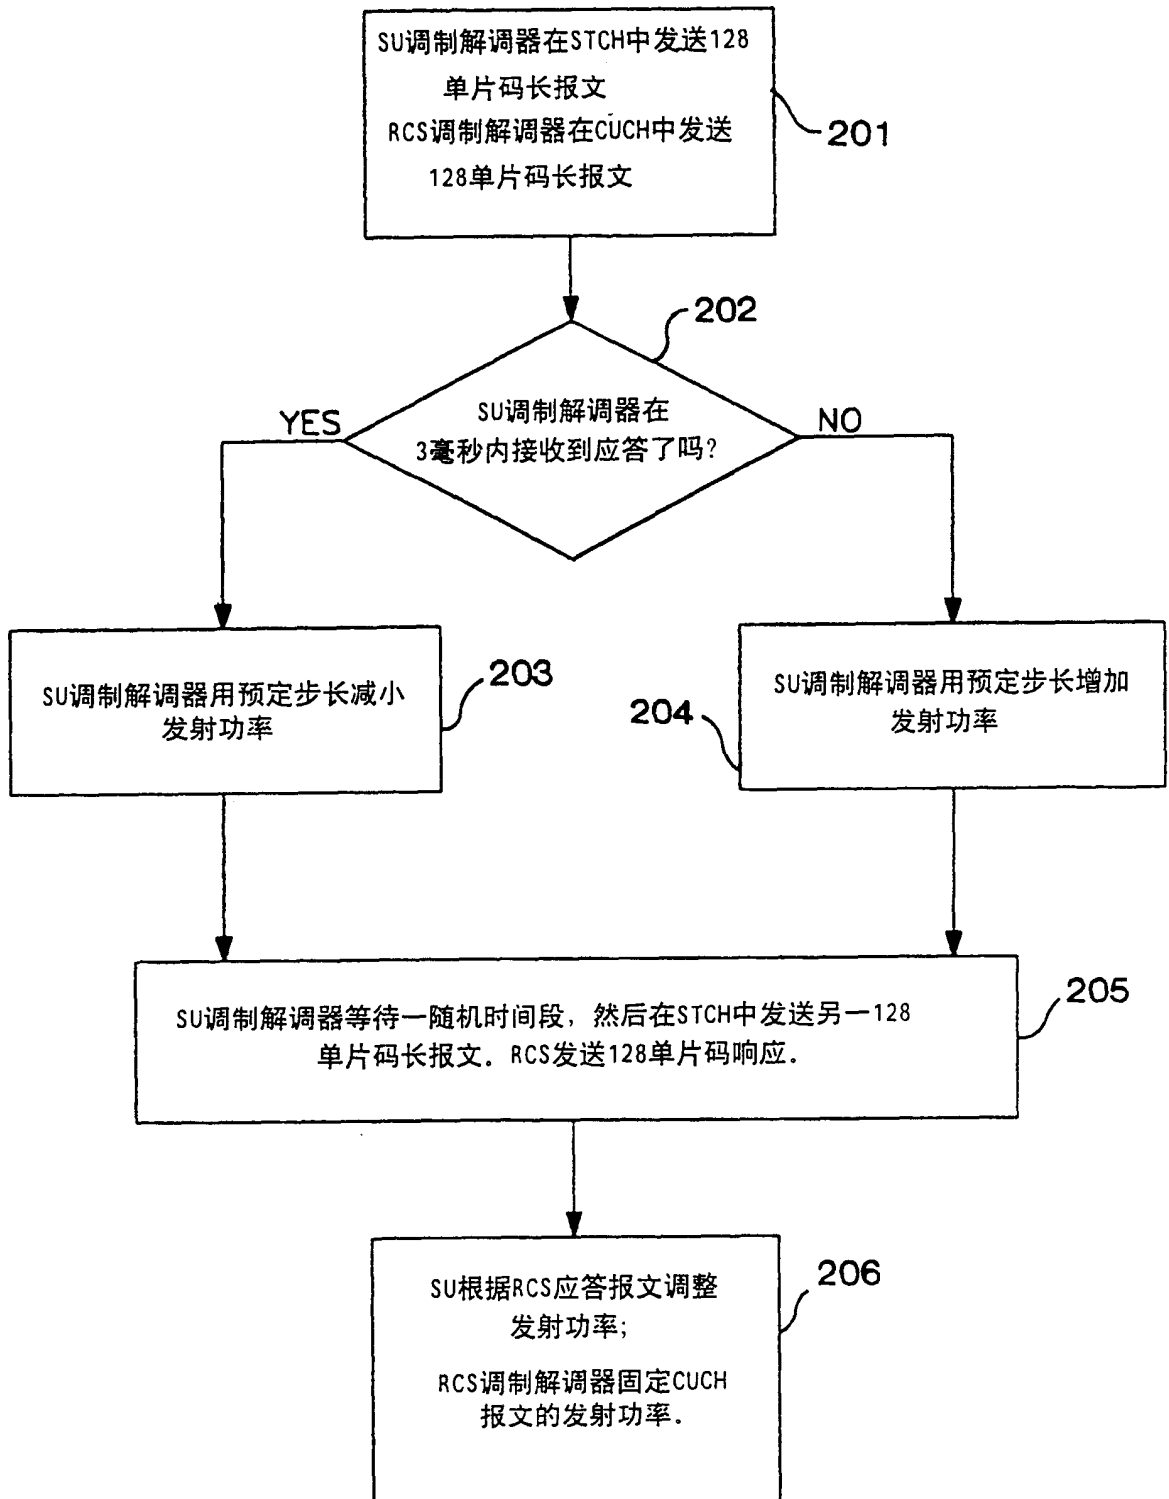 SU调制解调器在STCH中发送128
单片码长报文
RCS调制解调器在CUCH中发送
128单片码长报文
201
202
SU调制解调器在
3毫秒内接收到应答了吗?
YES
NO
SU调制解调器用预定步长减小
发射功率
203
SU调制解调器用预定步长增加
发射功率
204
SU调制解调器等待一随机时间段, 然后在STCH中发送另一128
单片码长报文. RCS发送128单片码响应.
205
SU根据RCS应答报文调整
发射功率;
RCS调制解调器固定CUCH
报文的发射功率.
206